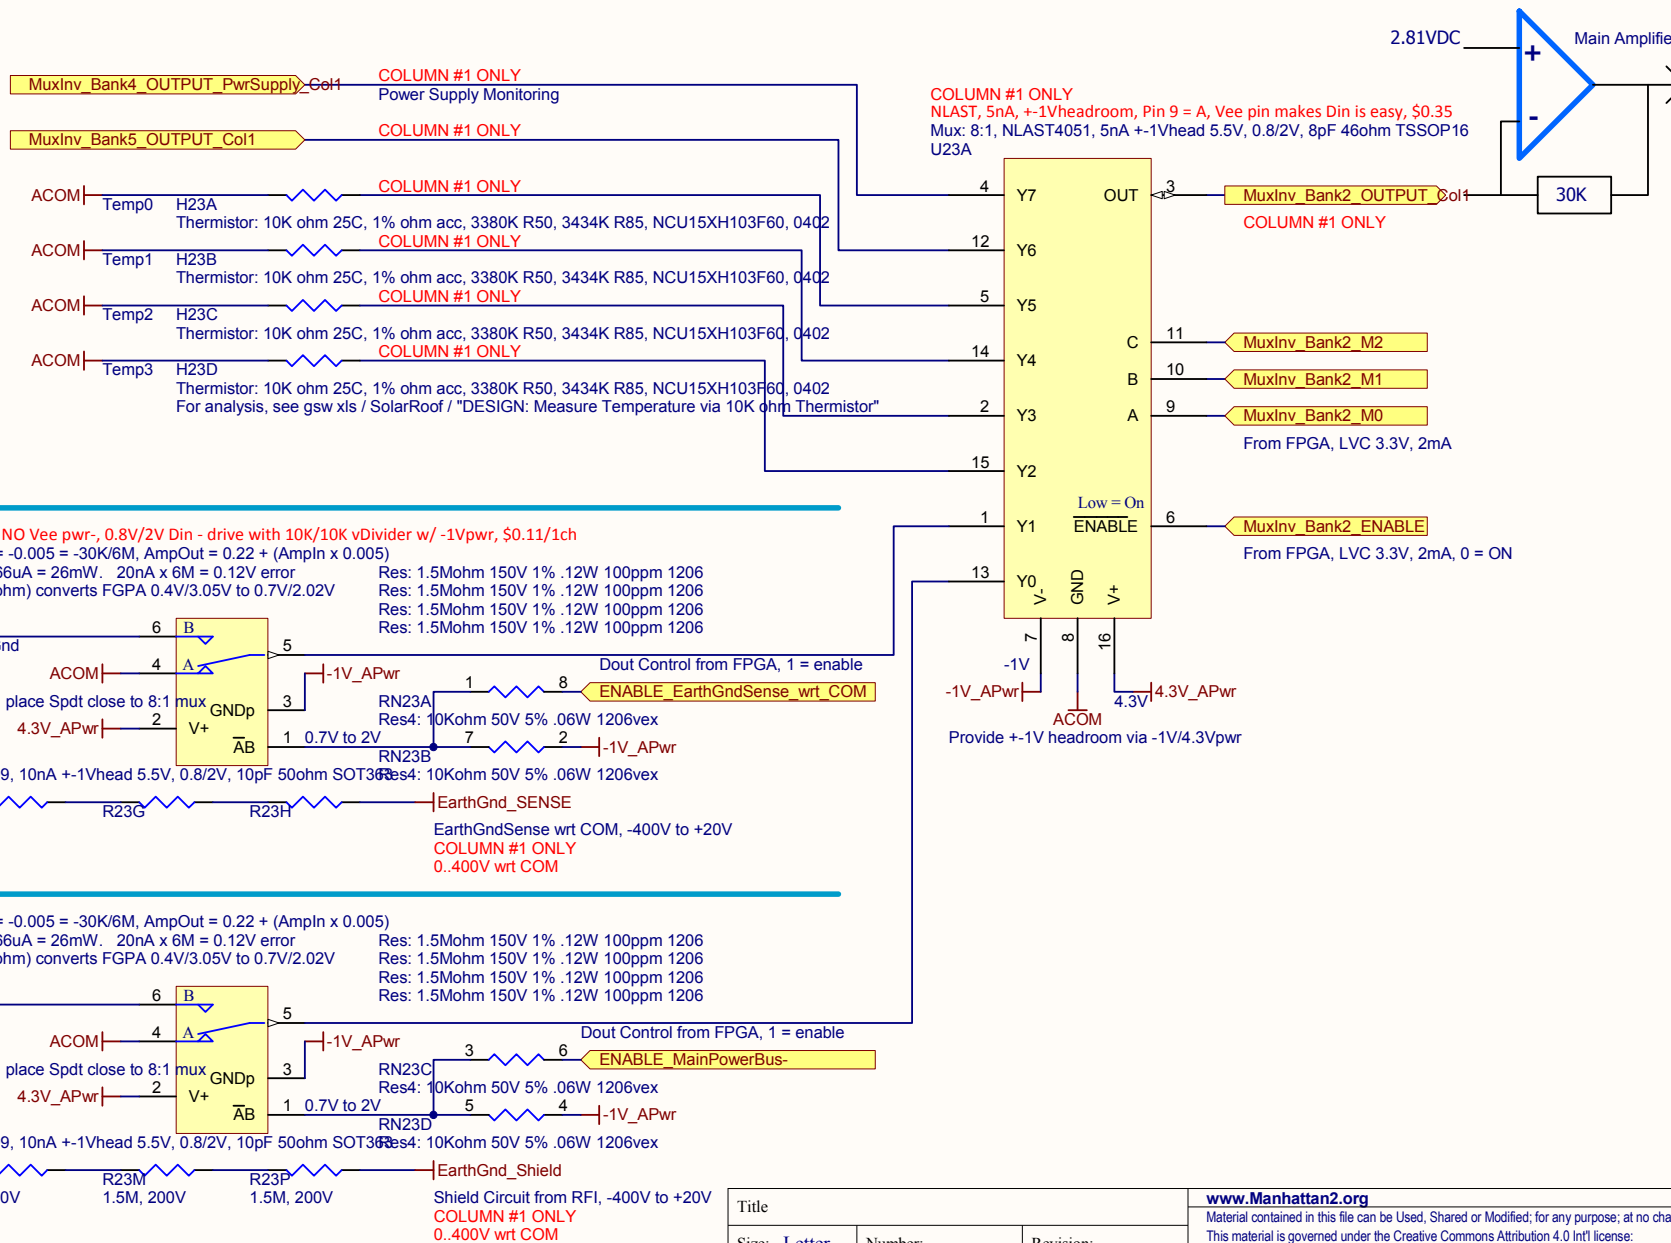 2.81VDC
Main Amplifie
+
-
30K
MuxInv_Bank4_OUTPUT_PwrSupply_Col1
COLUMN #1 ONLY
Power Supply Monitoring
MuxInv_Bank5_OUTPUT_Col1
COLUMN #1 ONLY
ACOM
Temp0
H23A
COLUMN #1 ONLY
Thermistor: 10K ohm 25C, 1% ohm acc, 3380K R50, 3434K R85, NCU15XH103F60, 0402
ACOM
Temp1
H23B
COLUMN #1 ONLY
Thermistor: 10K ohm 25C, 1% ohm acc, 3380K R50, 3434K R85, NCU15XH103F60, 0402
ACOM
Temp2
H23C
COLUMN #1 ONLY
Thermistor: 10K ohm 25C, 1% ohm acc, 3380K R50, 3434K R85, NCU15XH103F60, 0402
ACOM
Temp3
H23D
COLUMN #1 ONLY
Thermistor: 10K ohm 25C, 1% ohm acc, 3380K R50, 3434K R85, NCU15XH103F60, 0402
For analysis, see gsw xls / SolarRoof / "DESIGN: Measure Temperature via 10K ohm Thermistor"
COLUMN #1 ONLY
NLAST, 5nA, +-1Vheadroom, Pin 9 = A, Vee pin makes Din is easy, $0.35
Mux: 8:1, NLAST4051, 5nA +-1Vhead 5.5V, 0.8/2V, 8pF 46ohm TSSOP16
U23A
4
Y7
OUT
3
MuxInv_Bank2_OUTPUT_Col1
COLUMN #1 ONLY
12
Y6
5
Y5
C
11
MuxInv_Bank2_M2
14
Y4
B
10
MuxInv_Bank2_M1
2
Y3
A
9
MuxInv_Bank2_M0
From FPGA, LVC 3.3V, 2mA
15
Y2
Low = On
1
Y1
ENABLE
6
MuxInv_Bank2_ENABLE
From FPGA, LVC 3.3V, 2mA, 0 = ON
13
Y0
V-
GND
V+
7
8
16
-1V
-1V_APwr
ACOM
4.3V
4.3V_APwr
Provide +-1V headroom via -1V/4.3Vpwr
NO Vee pwr-, 0.8V/2V Din - drive with 10K/10K vDivider w/ -1Vpwr, $0.11/1ch
= -0.005 = -30K/6M, AmpOut = 0.22 + (AmpIn x 0.005)
66uA = 26mW. 20nA x 6M = 0.12V error
ohm) converts FGPA 0.4V/3.05V to 0.7V/2.02V
Res: 1.5Mohm 150V 1% .12W 100ppm 1206
Res: 1.5Mohm 150V 1% .12W 100ppm 1206
Res: 1.5Mohm 150V 1% .12W 100ppm 1206
Res: 1.5Mohm 150V 1% .12W 100ppm 1206
nd
6
B
5
ACOM
4
A
-1V_APwr
Dout Control from FPGA, 1 = enable
place Spdt close to 8:1 mux
GNDp
3
RN23A
1
8
ENABLE_EarthGndSense_wrt_COM
4.3V_APwr
2
V+
Res4: 10Kohm 50V 5% .06W 1206vex
AB
1
0.7V to 2V
7
2
-1V_APwr
RN23B
9, 10nA +-1Vhead 5.5V, 0.8/2V, 10pF 50ohm SOT363
Res4: 10Kohm 50V 5% .06W 1206vex
R23G
R23H
EarthGnd_SENSE
EarthGndSense wrt COM, -400V to +20V
COLUMN #1 ONLY
0..400V wrt COM
= -0.005 = -30K/6M, AmpOut = 0.22 + (AmpIn x 0.005)
66uA = 26mW. 20nA x 6M = 0.12V error
ohm) converts FGPA 0.4V/3.05V to 0.7V/2.02V
Res: 1.5Mohm 150V 1% .12W 100ppm 1206
Res: 1.5Mohm 150V 1% .12W 100ppm 1206
Res: 1.5Mohm 150V 1% .12W 100ppm 1206
Res: 1.5Mohm 150V 1% .12W 100ppm 1206
6
B
5
ACOM
4
A
-1V_APwr
Dout Control from FPGA, 1 = enable
place Spdt close to 8:1 mux
GNDp
3
RN23C
3
6
ENABLE_MainPowerBus-
4.3V_APwr
2
V+
Res4: 10Kohm 50V 5% .06W 1206vex
AB
1
0.7V to 2V
5
4
-1V_APwr
RN23D
9, 10nA +-1Vhead 5.5V, 0.8/2V, 10pF 50ohm SOT363
Res4: 10Kohm 50V 5% .06W 1206vex
R23M
R23P
EarthGnd_Shield
0V
1.5M, 200V
1.5M, 200V
Shield Circuit from RFI, -400V to +20V
COLUMN #1 ONLY
0..400V wrt COM
Title
Size: Letter
Number:
Revision:
www.Manhattan2.org
Material contained in this file can be Used, Shared or Modified; for any purpose; at no cha
This material is governed under the Creative Commons Attribution 4.0 Int'l license: